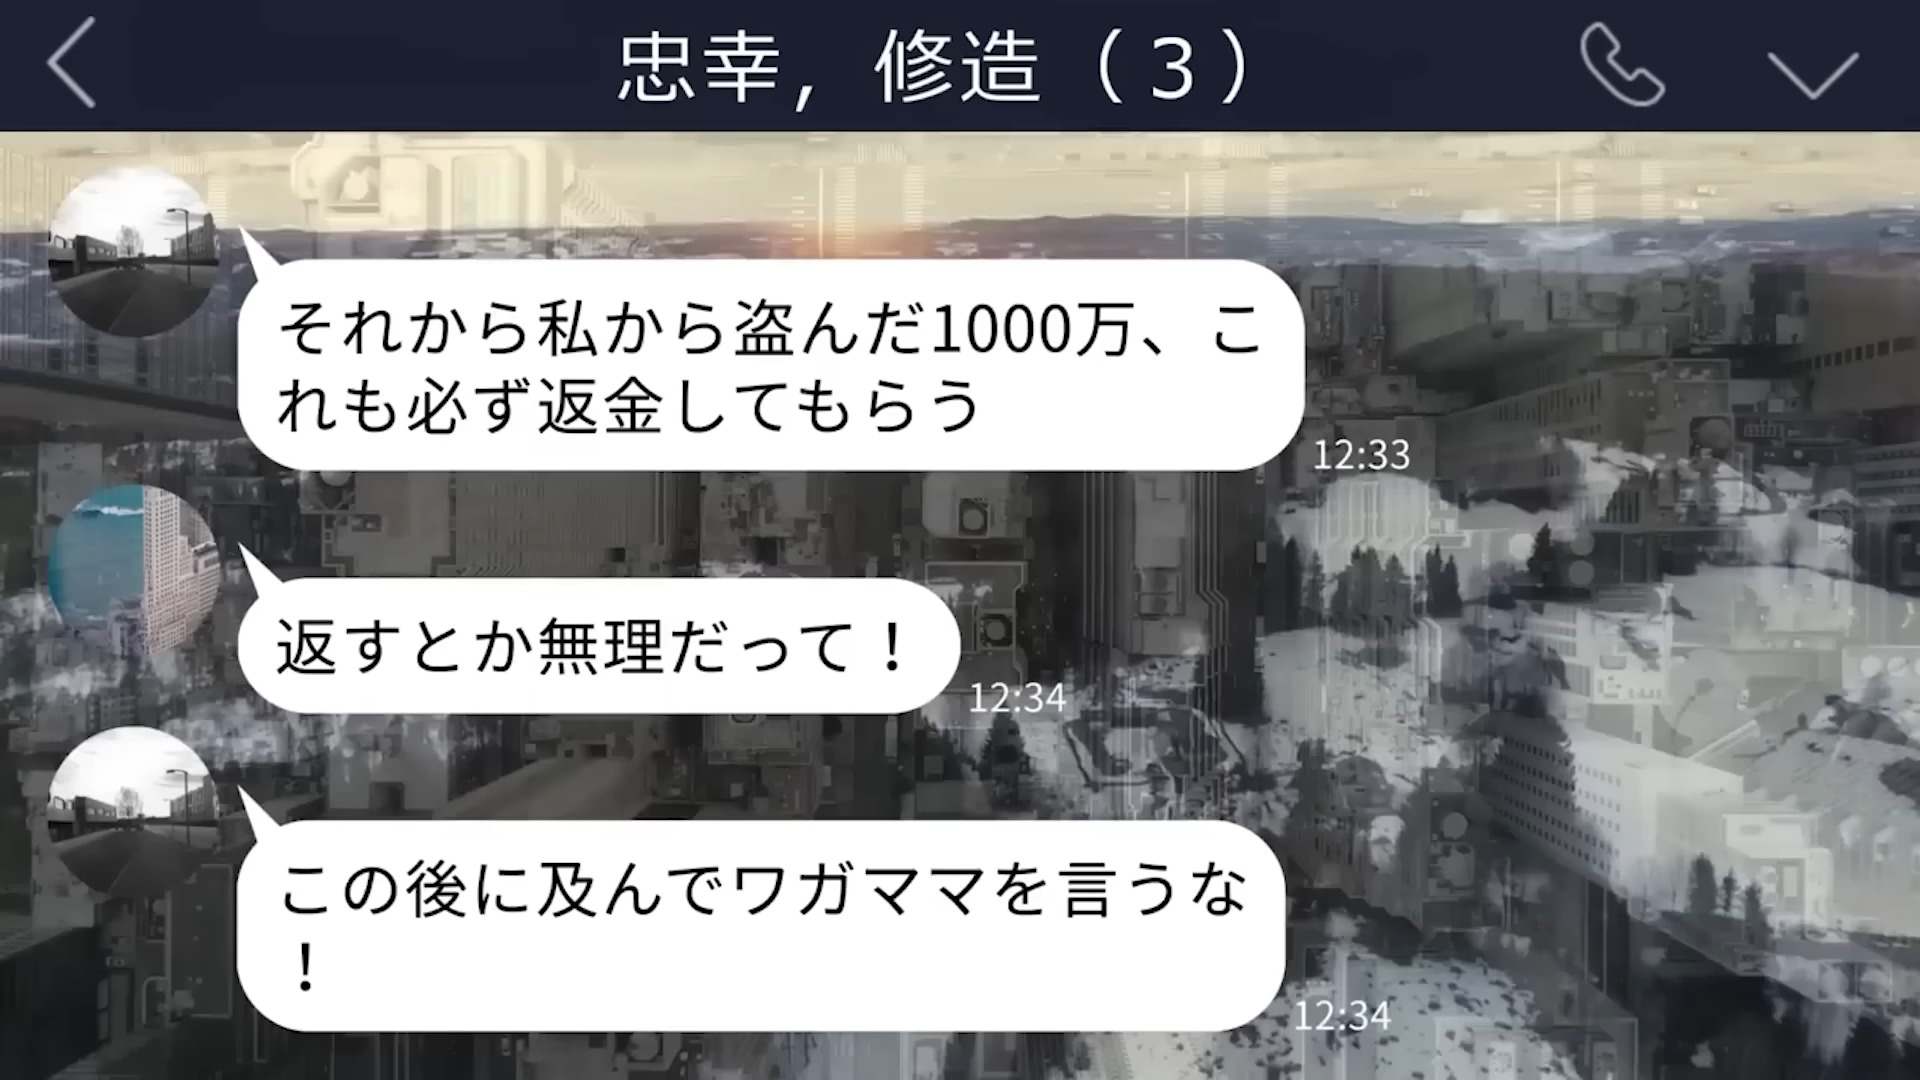 忠幸，修造（３）
それから私から盗んだ1000万、こ
れも必ず返金してもらう
12:33
返すとか無理だって！
12:34
この後に及んでワガママを言うな
！
12:34